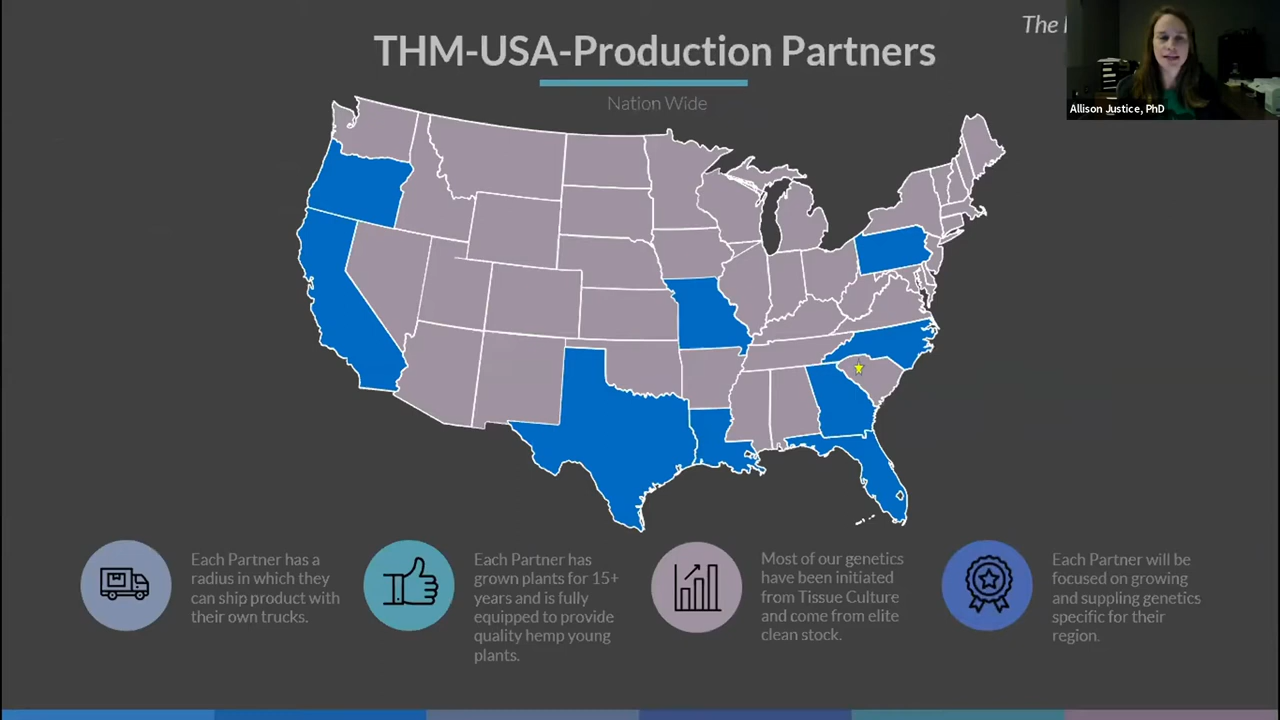 The
THM-USA-Production Partners
Allison Justice, PhD
Nation Wide
Each Partner has a
radius in which they
can ship product with
their own trucks.
Each Partner has
grown plants for 15+
years and is fully
equipped to provide
quality hemp young
plants.
Most of our genetics
have been initiated
from Tissue Culture
and come from elite
clean stock.
Each Partner will be
focused on growing
and suppling genetics
specific for their
region.